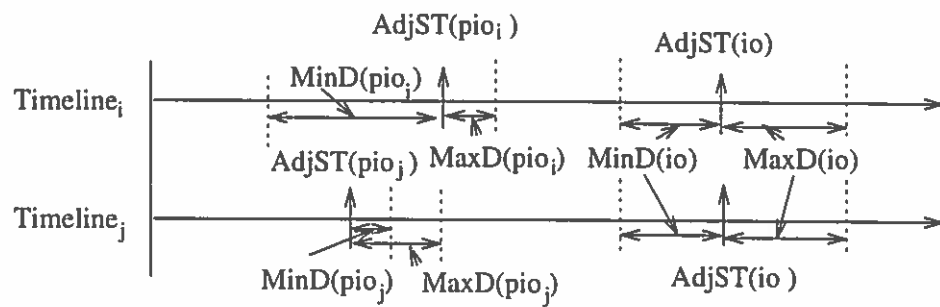 AdjST(pio_i )
AdjST(io)
MinD(pio_j)
Timeline_i
AdjST(pio_j) MaxD(pio_i) MinD(io) MaxD(io)
Timeline_j
MinD(pio_j) MaxD(pio_j) AdjST(io )